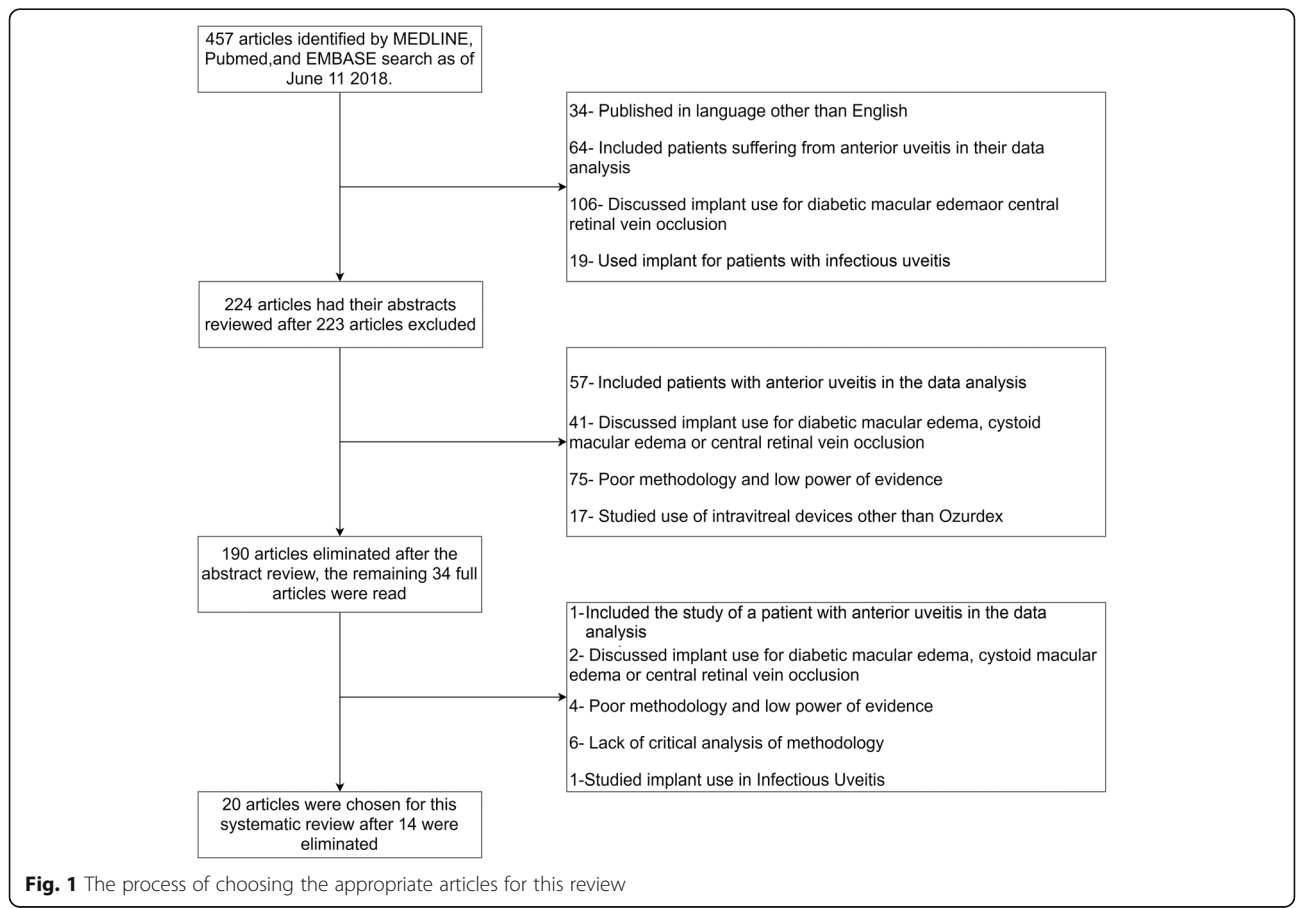 457 articles identified by MEDLINE,
Pubmed,and EMBASE search as of
June 11 2018.
34- Published in language other than English
64- Included patients suffering from anterior uveitis in their data
analysis
106- Discussed implant use for diabetic macular edemaor central
retinal vein occlusion
19- Used implant for patients with infectious uveitis
224 articles had their abstracts
reviewed after 223 articles excluded
57- Included patients with anterior uveitis in the data analysis
41- Discussed implant use for diabetic macular edema, cystoid
macular edema or central retinal vein occlusion
75- Poor methodology and low power of evidence
17- Studied use of intravitreal devices other than Ozurdex
190 articles eliminated after the
abstract review, the remaining 34 full
articles were read
1-Included the study of a patient with anterior uveitis in the data
analysis
2- Discussed implant use for diabetic macular edema, cystoid macular
edema or central retinal vein occlusion
4- Poor methodology and low power of evidence
6- Lack of critical analysis of methodology
1-Studied implant use in Infectious Uveitis
20 articles were chosen for this
systematic review after 14 were
eliminated
Fig. 1 The process of choosing the appropriate articles for this review